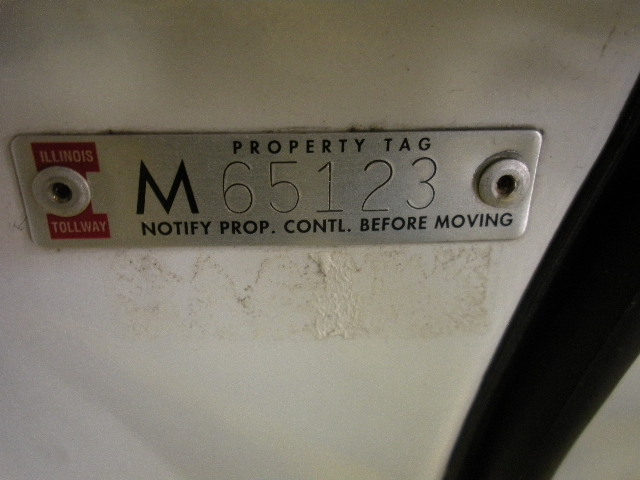 PROPERTY TAG
ILLINOIS
M 65123
TOLLWAY
NOTIFY PROP. CONTL. BEFORE MOVING